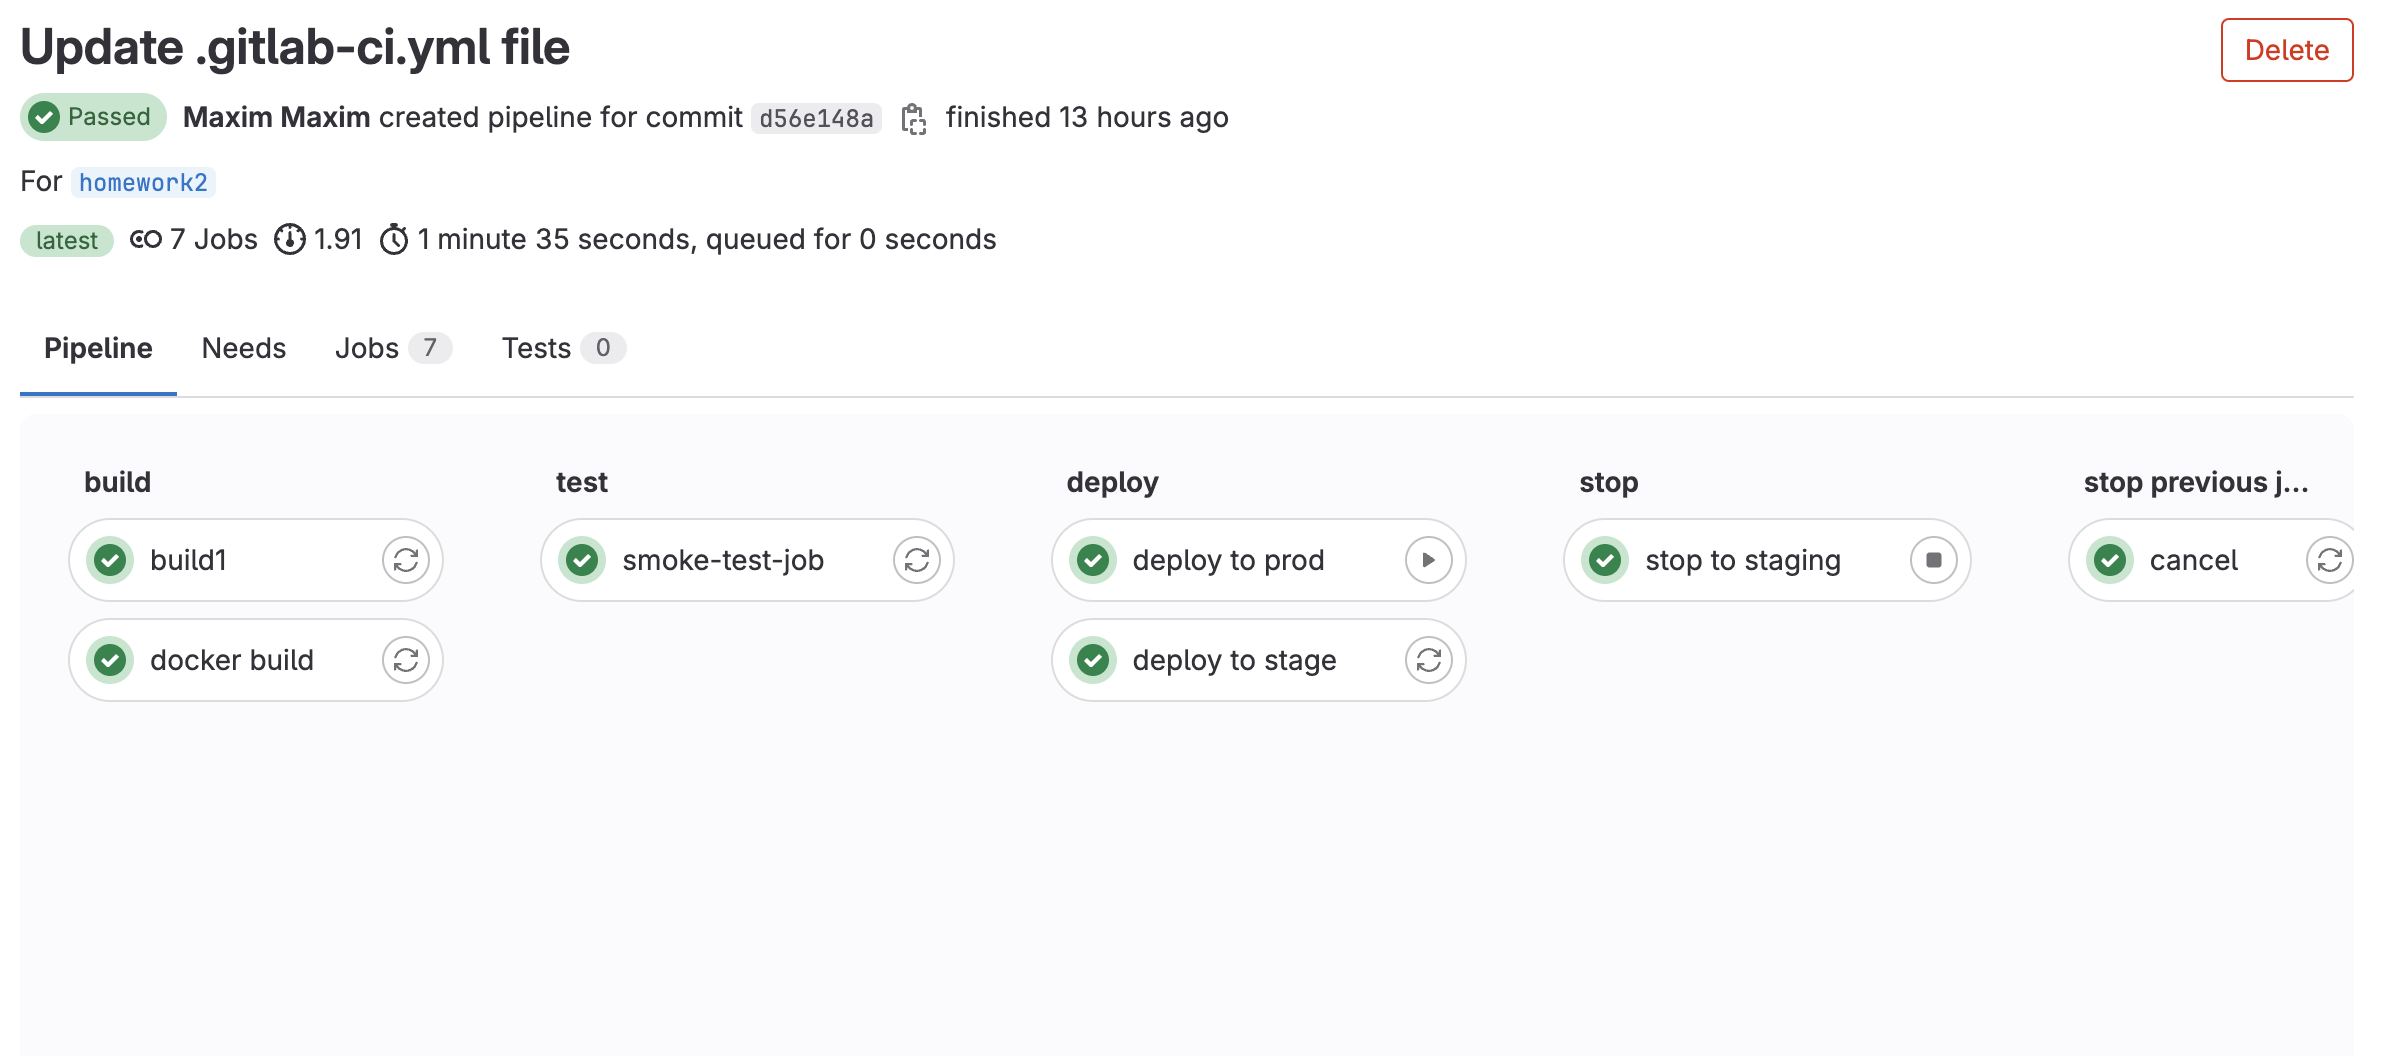 Update .gitlab-ci.yml file
Delete
Passed Maxim Maxim created pipeline for commit d56e148a finished 13 hours ago
For homework2
latest 7 Jobs 1.91 1 minute 35 seconds, queued for 0 seconds
Pipeline Needs Jobs 7 Tests 0
build
build1
docker build
test
smoke-test-job
deploy
deploy to prod
deploy to stage
stop
stop to staging
stop previous j...
cancel